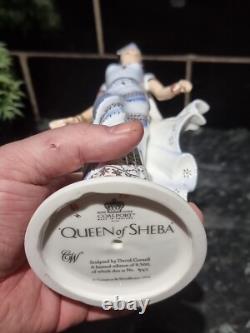 COALPORT
"QUEEN of SHEBA"
CW
Sculpted by David Cornell
A limited edition of 9,500
of which this is No.